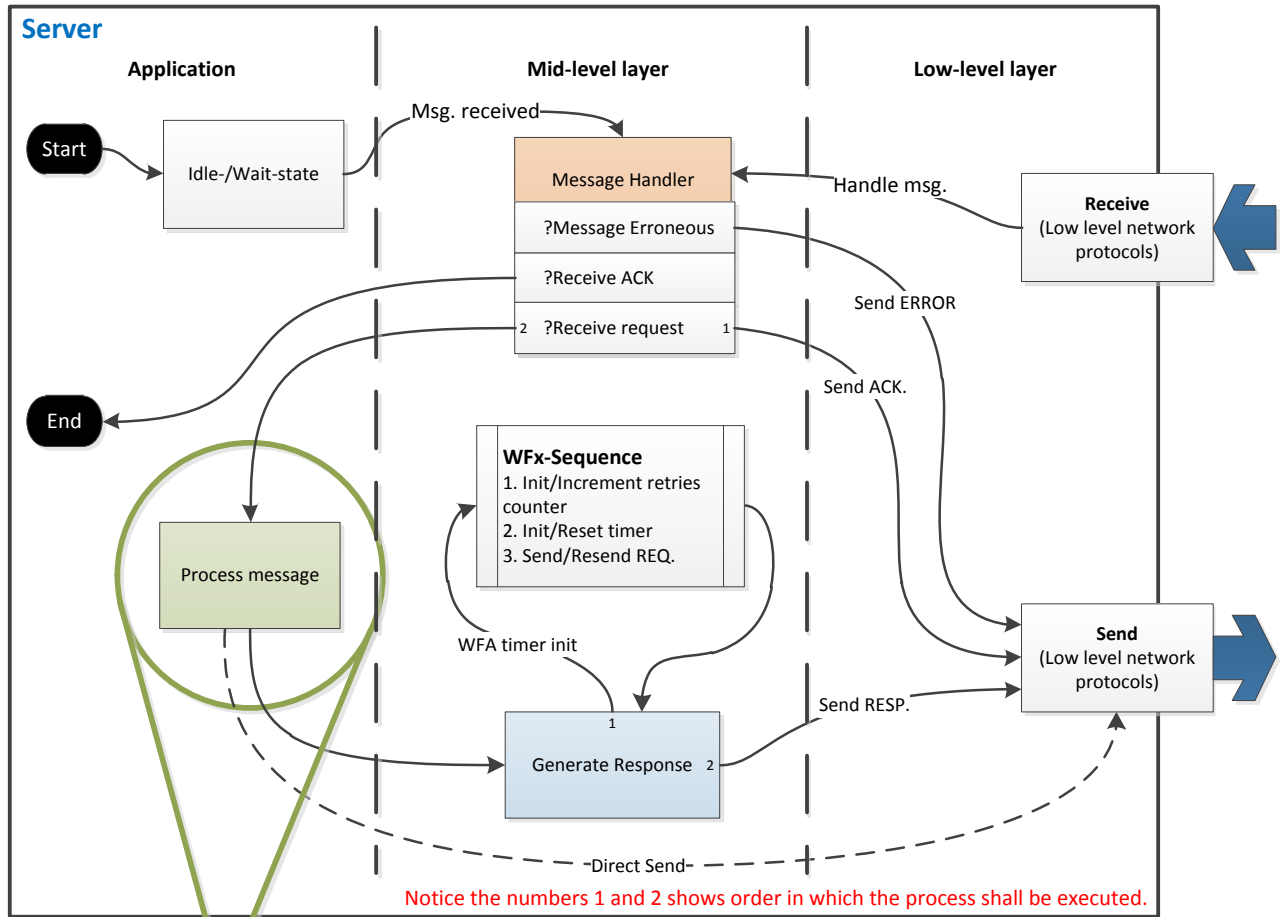 Server
Application
Mid-level layer
Low-level layer
Start
Idle-/Wait-state
Msg. received
Message Handler
?Message Erroneous
?Receive ACK
2 ?Receive request 1
Handle msg.
Receive
(Low level network
protocols)
Send ERROR
Send ACK.
End
WFx-Sequence
1. Init/Increment retries
counter
2. Init/Reset timer
3. Send/Resend REQ.
Process message
WFA timer init
Send
(Low level network
protocols)
Send RESP.
1
Generate Response 2
Direct Send
Notice the numbers 1 and 2 shows order in which the process shall be executed.